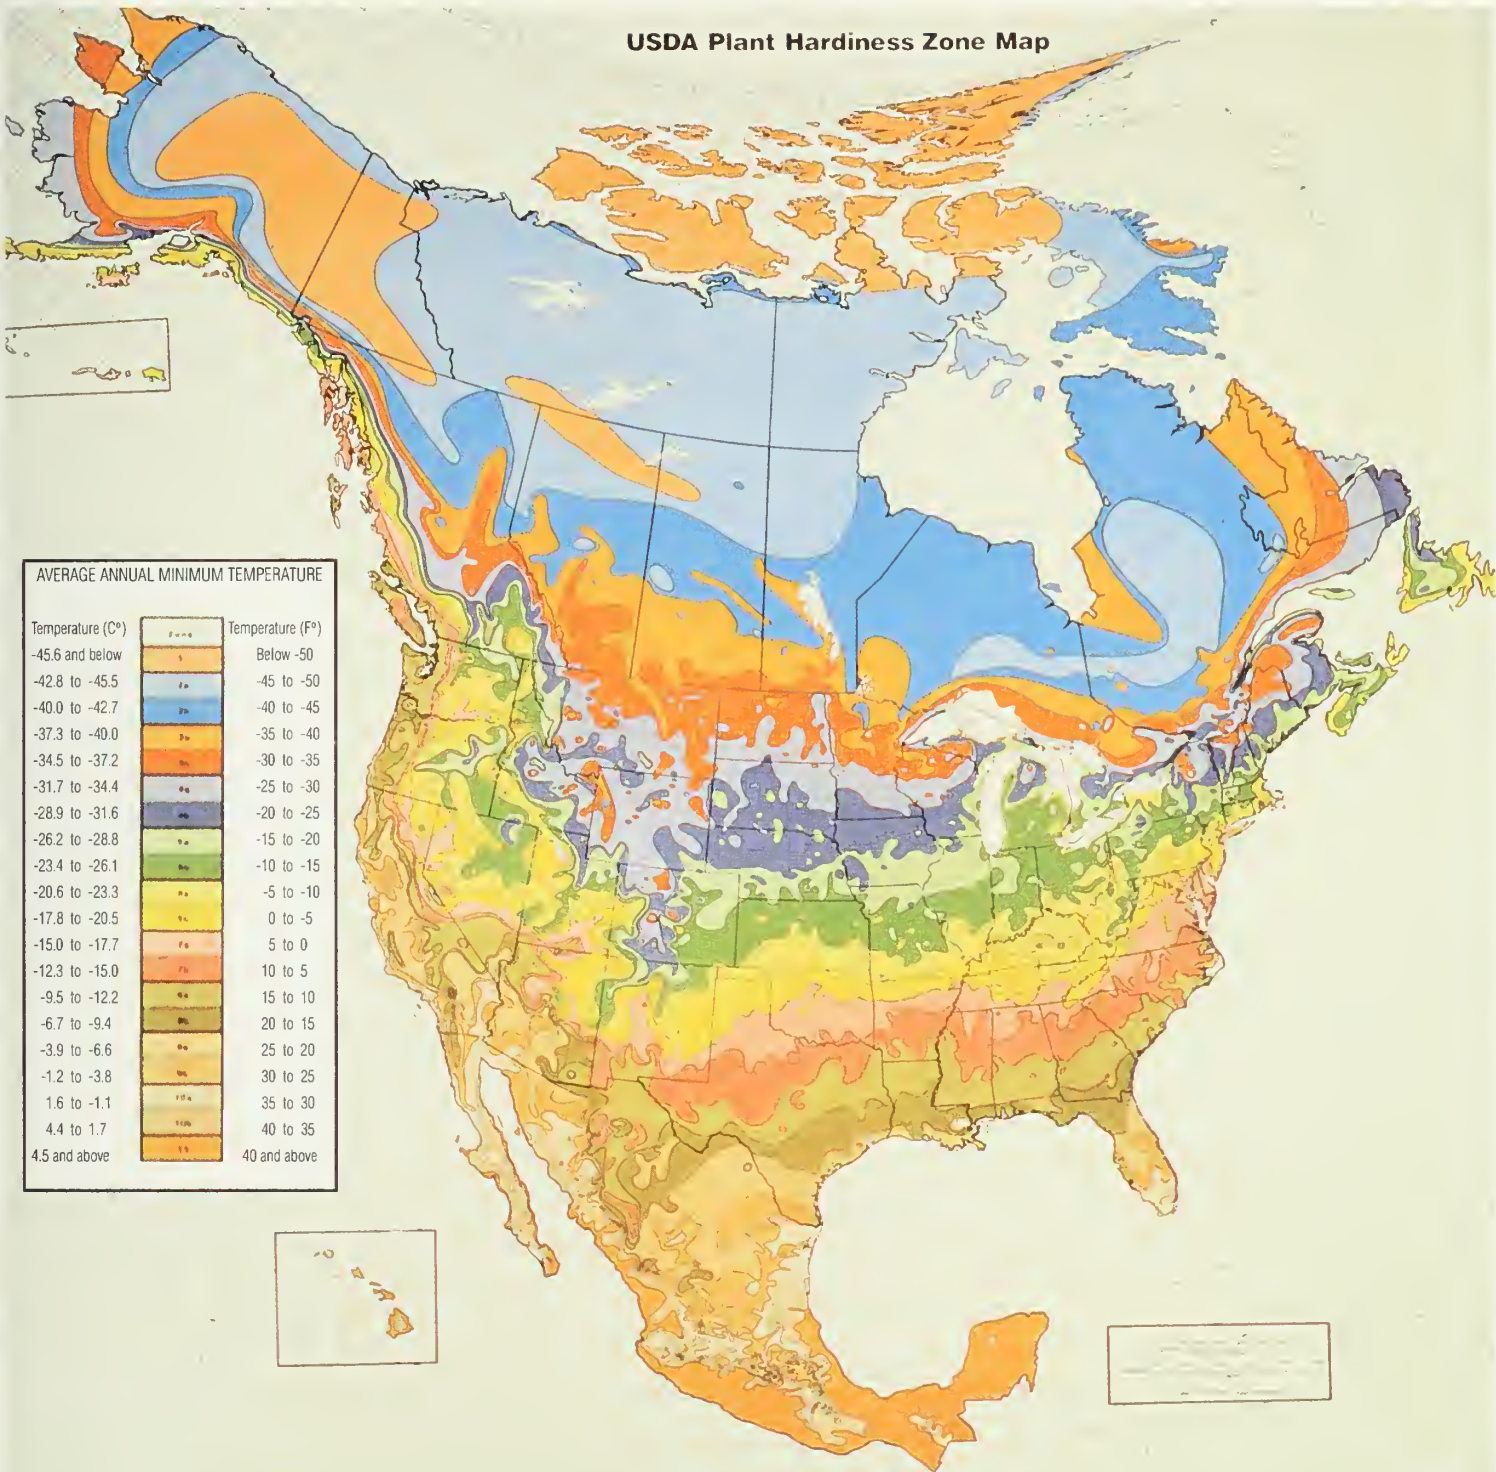 USDA Plant Hardiness Zone Map
AVERAGE ANNUAL MINIMUM TEMPERATURE
Temperature (C°) Temperature (F°)
-45.6 and below Below -50
-42.8 to -45.5 -45 to -50
-40.0 to -42.7 -40 to -45
-37.3 to -40.0 -35 to -40
-34.5 to -37.2 -30 to -35
-31.7 to -34.4 -25 to -30
-28.9 to -31.6 -20 to -25
-26.2 to -28.8 -15 to -20
-23.4 to -26.1 -10 to -15
-20.6 to -23.3 -5 to -10
-17.8 to -20.5 0 to -5
-15.0 to -17.7 5 to 0
-12.3 to -15.0 10 to 5
-9.5 to -12.2 15 to 10
-6.7 to -9.4 20 to 15
-3.9 to -6.6 25 to 20
-1.2 to -3.8 30 to 25
1.6 to -1.1 35 to 30
4.4 to 1.7 40 to 35
4.5 and above 40 and above